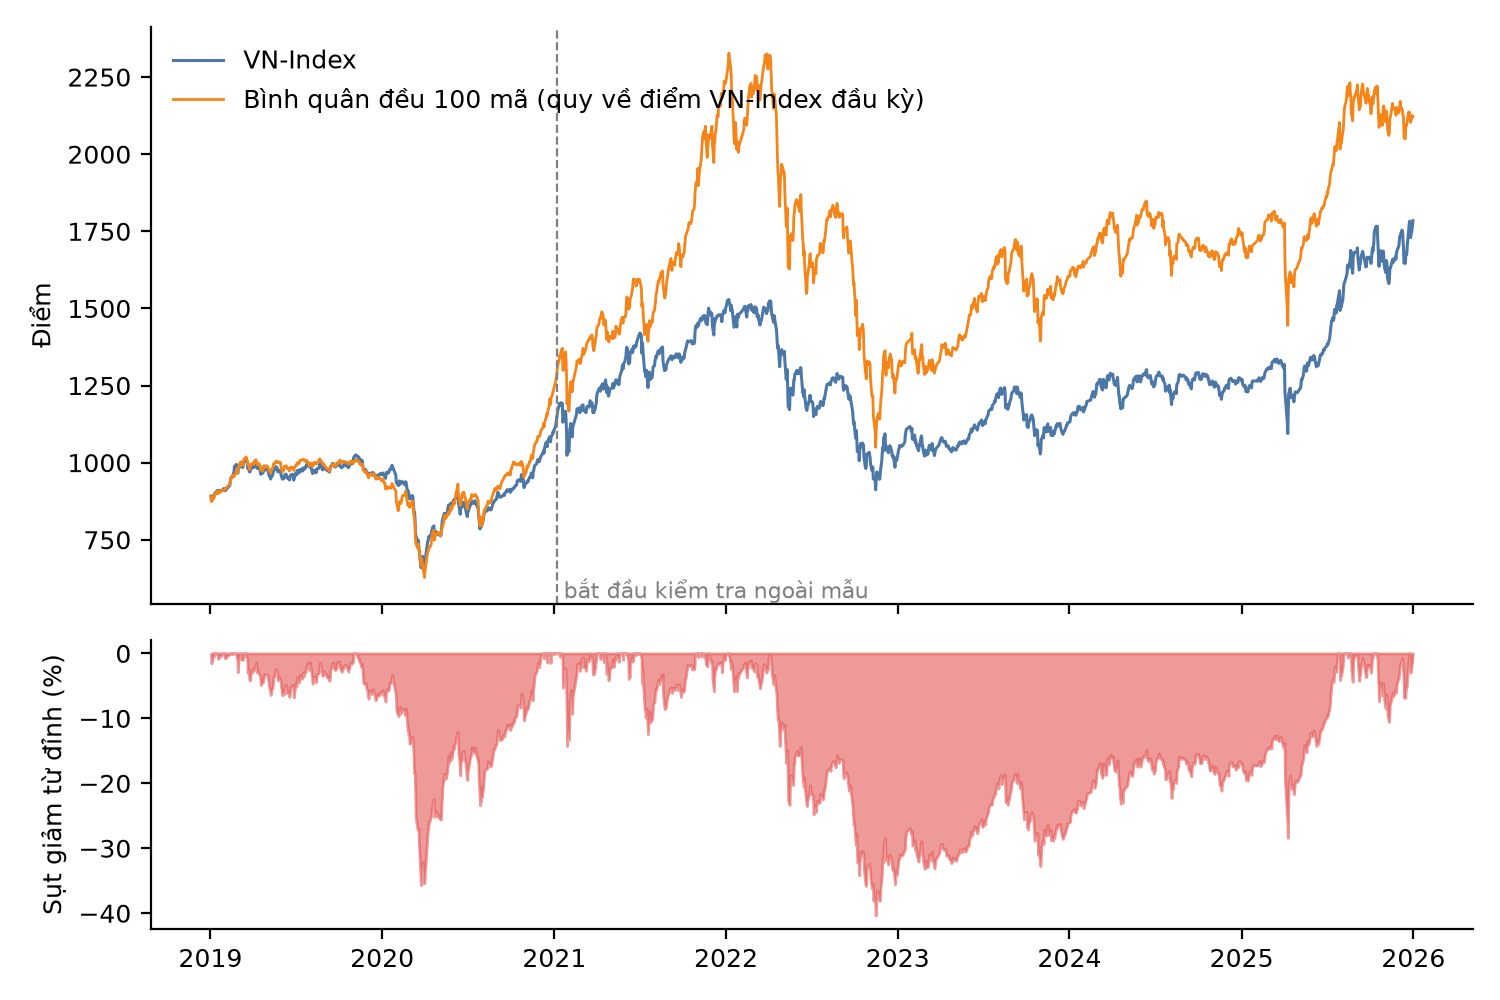 VN-Index
Bình quân đều 100 mã (quy về điểm VN-Index đầu kỳ)
Điểm
2250
2000
1750
1500
1250
1000
750
bắt đầu kiểm tra ngoài mẫu
Sụt giảm từ đỉnh (%)
0
−10
−20
−30
−40
2019 2020 2021 2022 2023 2024 2025 2026